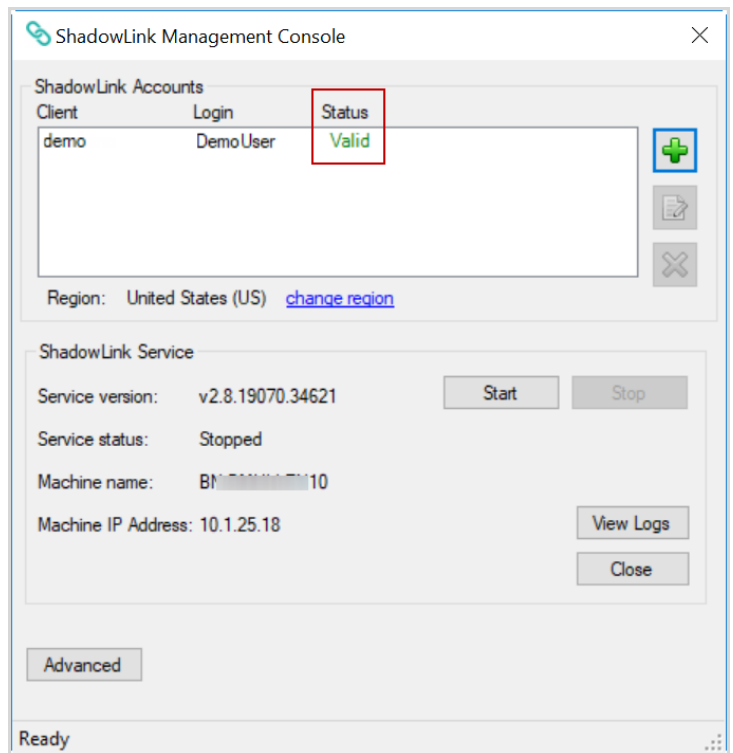 ShadowLink Management Console
ShadowLink Accounts
Client Login Status
demo DemoUser Valid
Region: United States (US) change region
ShadowLink Service
Service version: v2.8.19070.34621 Start Stop
Service status: Stopped
Machine name:
Machine IP Address: 10.1.25.18 View Logs
Close
Advanced
Ready